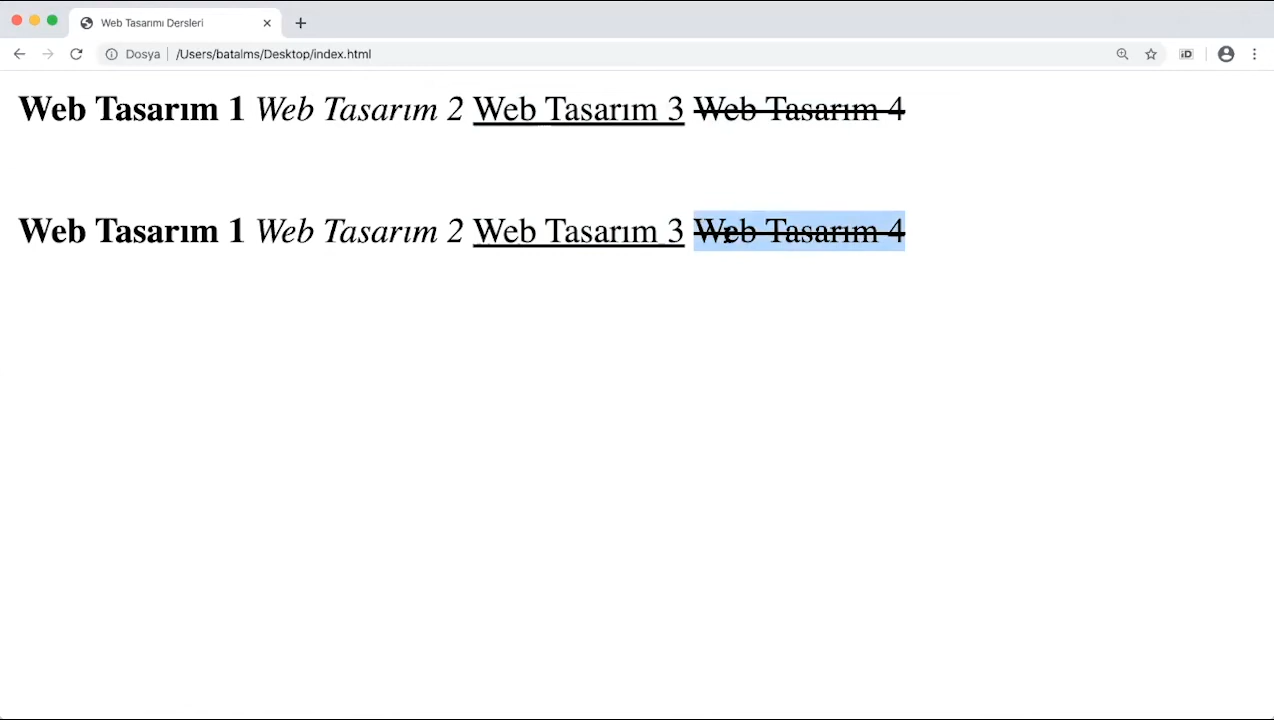 Web Tasarımı Dersleri
Dosya /Users/batalms/Desktop/index.html
iD
Web Tasarım 1 Web Tasarım 2 Web Tasarım 3 Web Tasarım 4
Web Tasarım 1 Web Tasarım 2 Web Tasarım 3 Web Tasarım 4